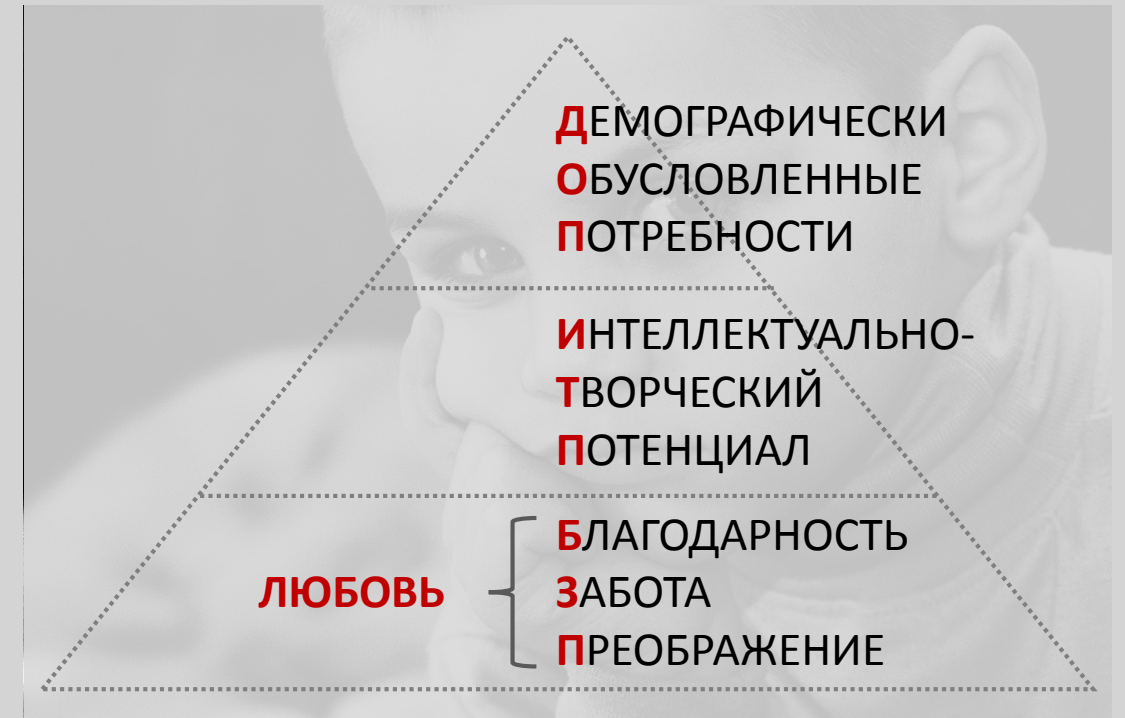 ДЕМОГРАФИЧЕСКИ
ОБУСЛОВЛЕННЫЕ
ПОТРЕБНОСТИ
ИНТЕЛЛЕКТУАЛЬНО-
ТВОРЧЕСКИЙ
ПОТЕНЦИАЛ
БЛАГОДАРНОСТЬ
ЛЮБОВЬ ЗАБОТА
ПРЕОБРАЖЕНИЕ